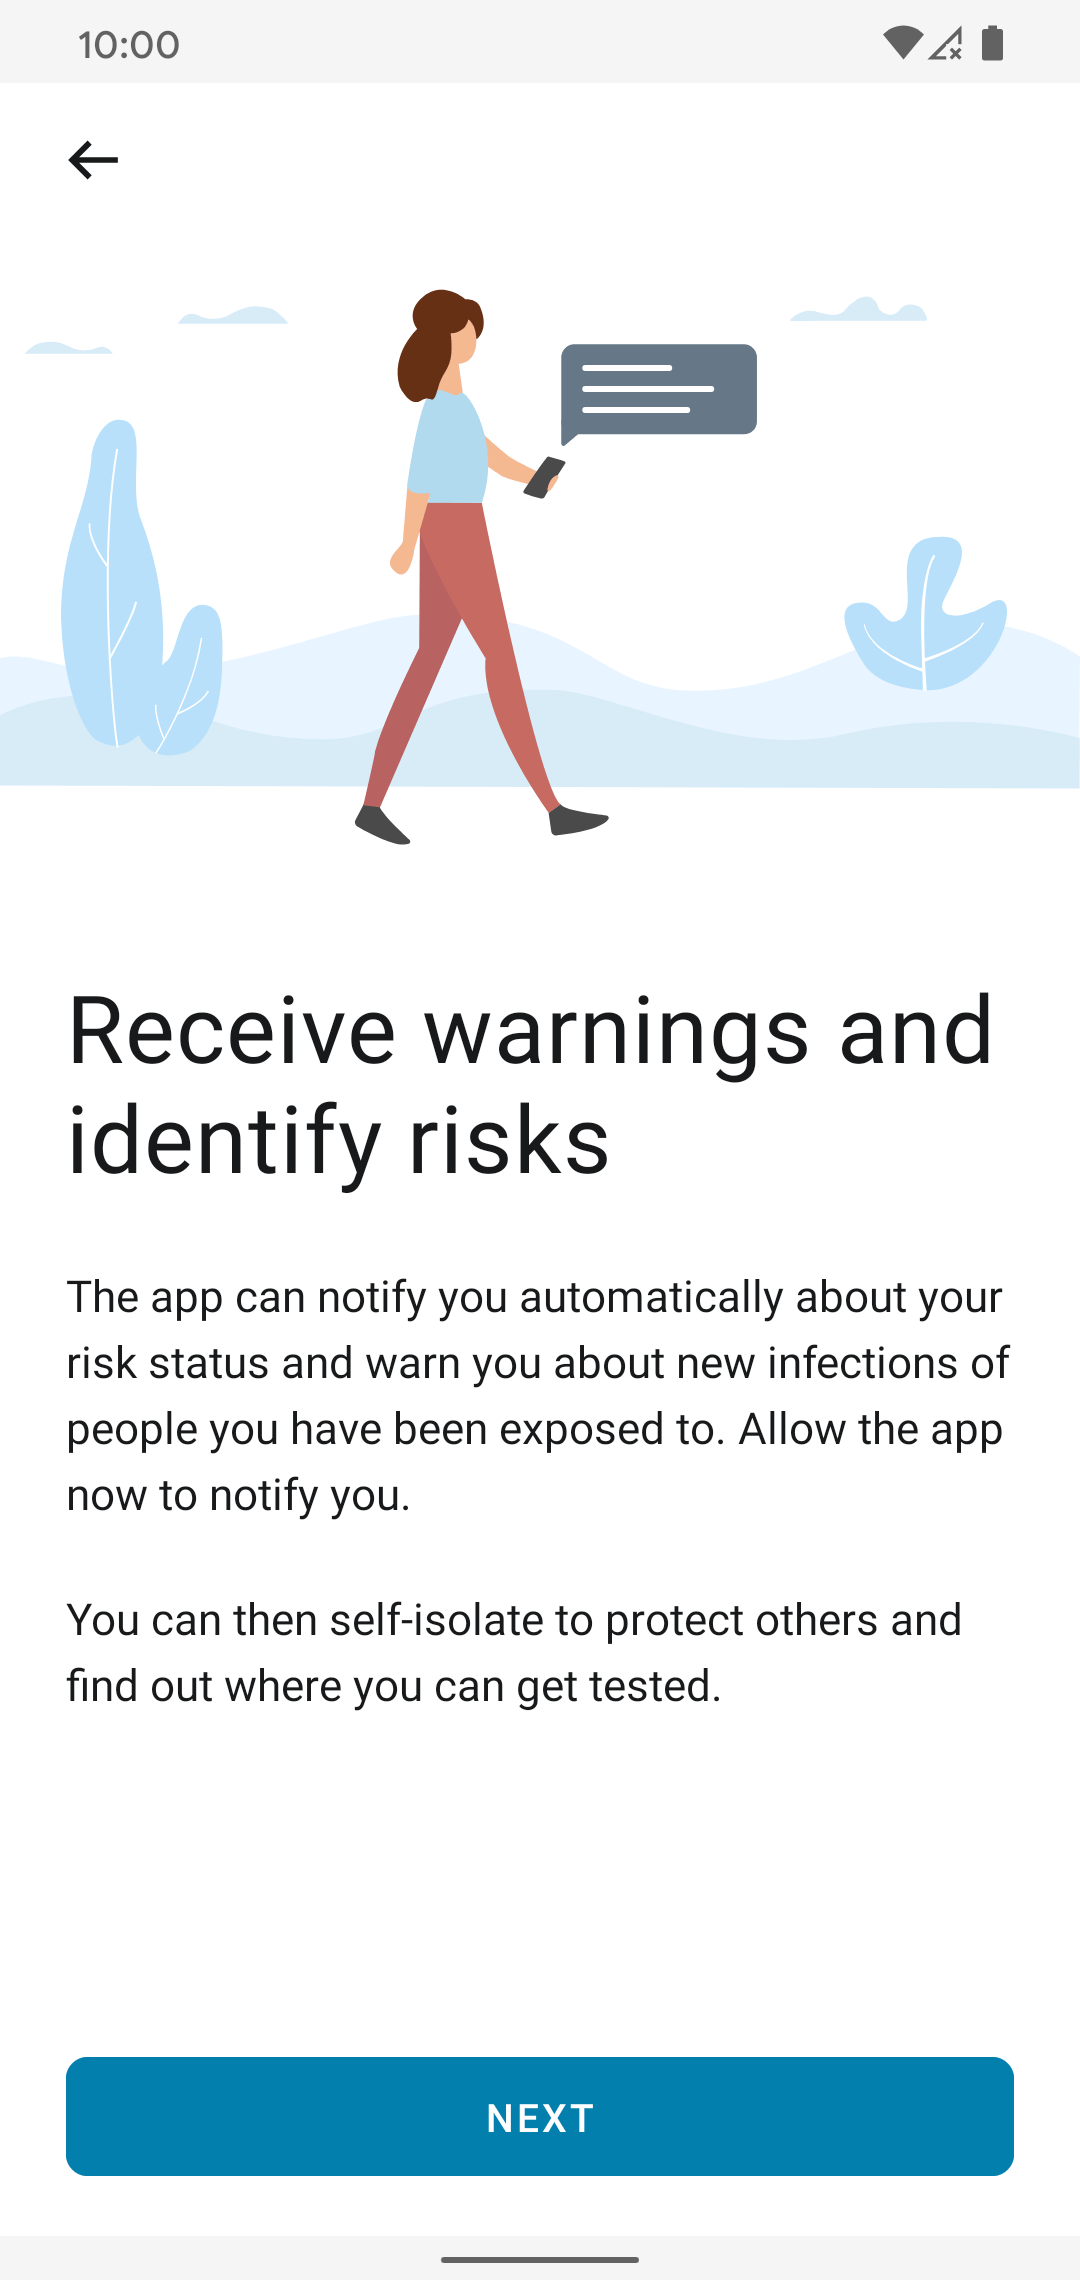 10:00
Receive warnings and
identify risks
The app can notify you automatically about your
risk status and warn you about new infections of
people you have been exposed to. Allow the app
now to notify you.
You can then self-isolate to protect others and
find out where you can get tested.
NEXT